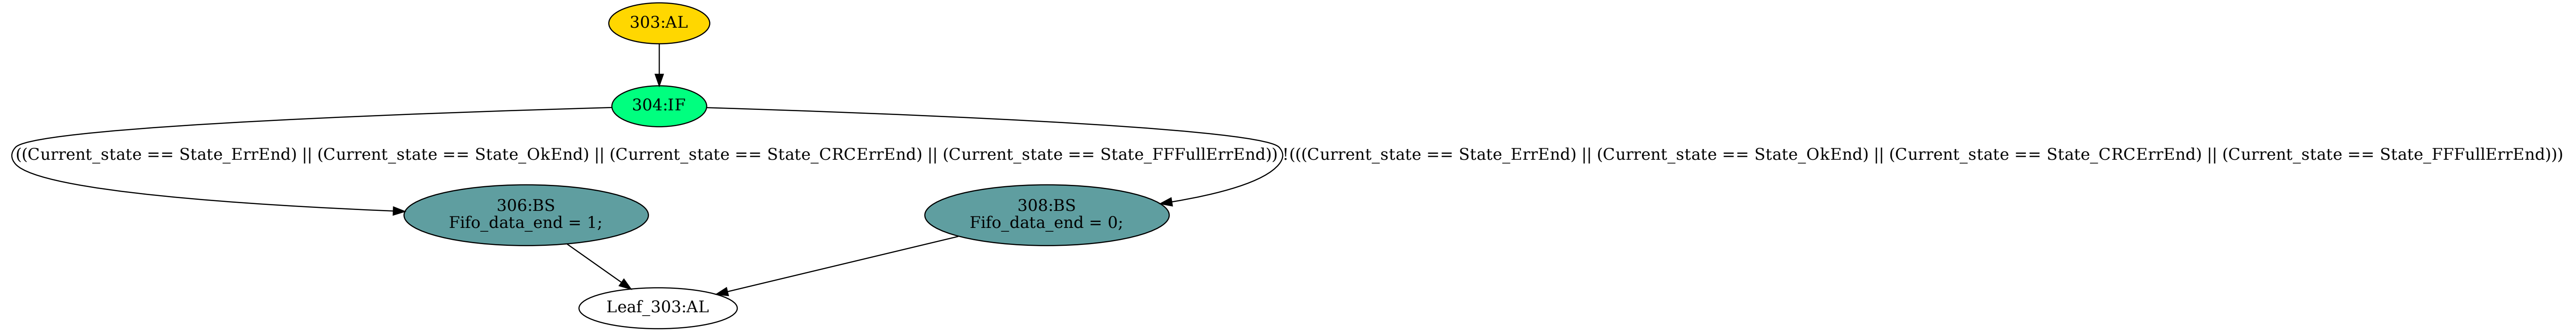 303:AL
304:IF
((Current_state == State_ErrEnd) || (Current_state == State_OkEnd) || (Current_state == State_CRCErrEnd) || (Current_state == State_FFFullErrEnd))
!(((Current_state == State_ErrEnd) || (Current_state == State_OkEnd) || (Current_state == State_CRCErrEnd) || (Current_state == State_FFFullErrEnd)))
306:BS
Fifo_data_end = 1;
308:BS
Fifo_data_end = 0;
Leaf_303:AL